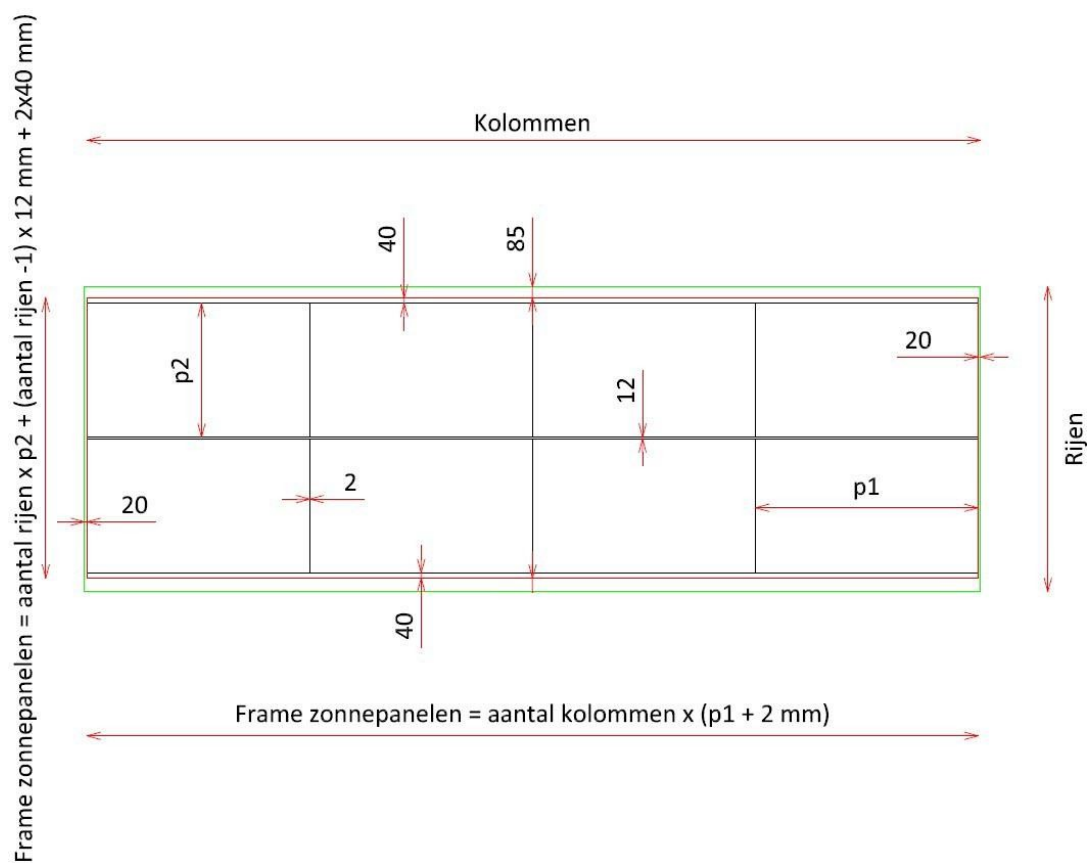 Frame zonnepanelen = aantal rijen x p2 + (aantal rijen -1) x 12 mm + 2x40 mm)
Kolommen
40
85
p2
20
12
Rijen
20
2
p1
40
Frame zonnepanelen = aantal kolommen x (p1 + 2 mm)